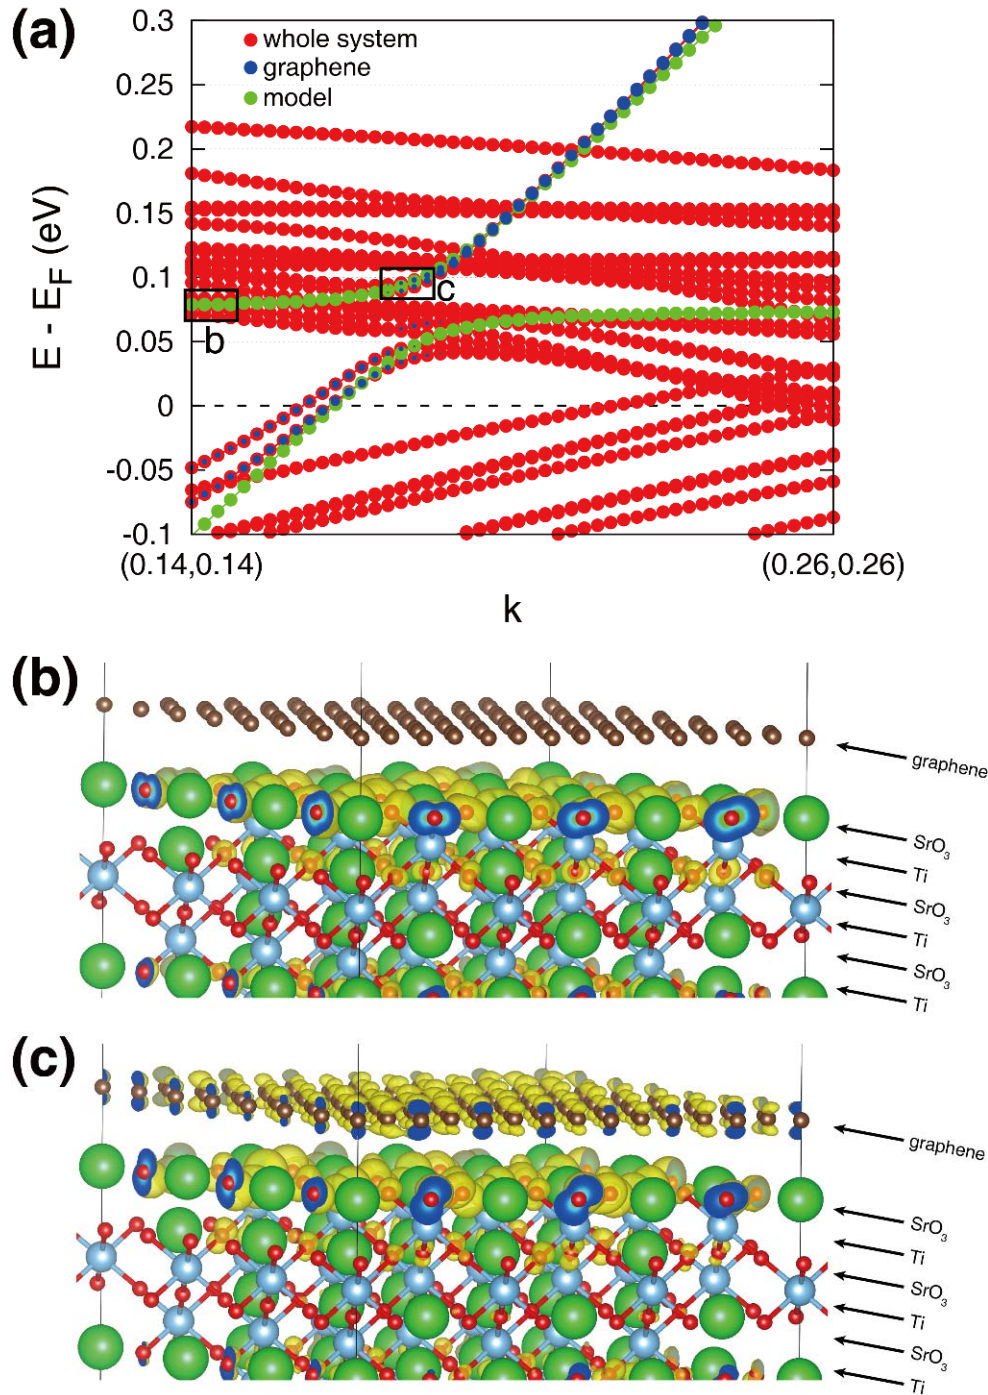 (a)
whole system
graphene
model
E - E_F (eV)
0.3
0.25
0.2
0.15
0.1
0.05
0
-0.05
-0.1
b
c
(0.14,0.14)
(0.26,0.26)
k
(b)
graphene
SrO₃
Ti
SrO₃
Ti
SrO₃
Ti
(c)
graphene
SrO₃
Ti
SrO₃
Ti
SrO₃
Ti